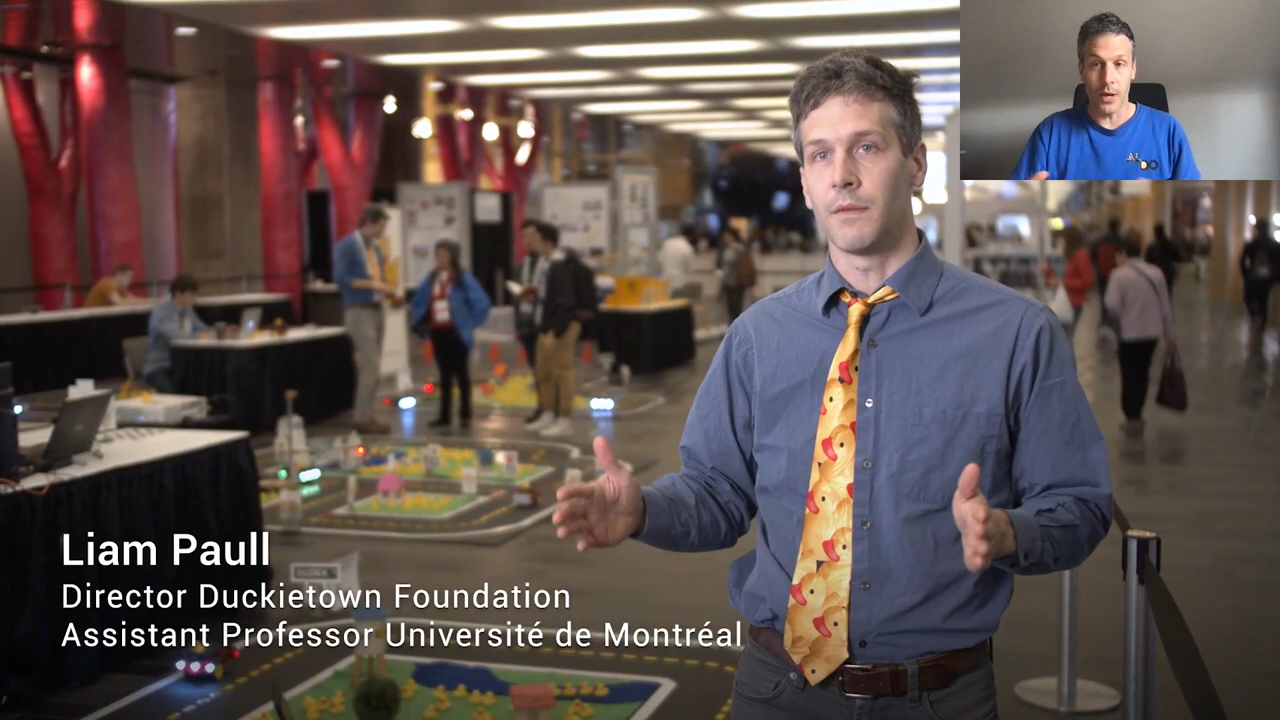 Liam Paull
Director Duckietown Foundation
Assistant Professor Université de Montréal